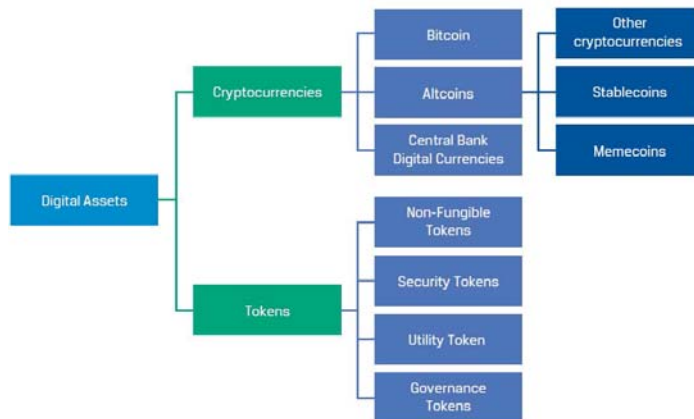 Digital Assets
Cryptocurrencies
Bitcoin
Altcoins
Central Bank
Digital Currencies
Other
cryptocurrencies
Stablecoins
Memecoins
Tokens
Non-Fungible
Tokens
Security Tokens
Utility Token
Governance
Tokens